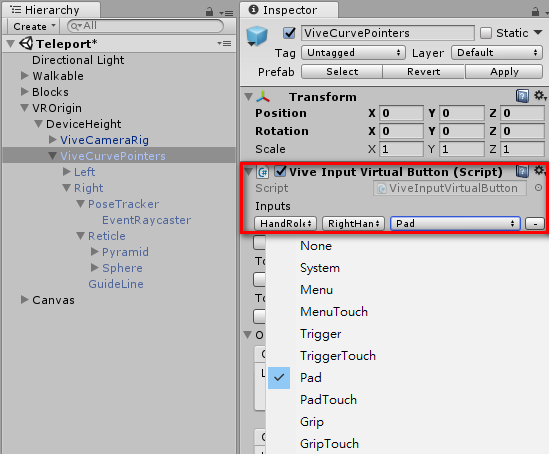 Hierarchy
Create
All
Teleport*
Directional Light
Walkable
Blocks
VROrigin
DeviceHeight
ViveCameraRig
ViveCurvePointers
Left
Right
PoseTracker
EventRaycaster
Reticle
Pyramid
Sphere
GuideLine
Canvas
Inspector
ViveCurvePointers Static
Tag Untagged Layer Default
Prefab Select Revert Apply
Transform
Position X 0 Y 0 Z 0
Rotation X 0 Y 0 Z 0
Scale X 1 Y 1 Z 1
Vive Input Virtual Button (Script)
Script ViveInputVirtualButton
Inputs
HandRole RightHan Pad -
None
System
Menu
MenuTouch
Trigger
TriggerTouch
Pad
PadTouch
Grip
GripTouch